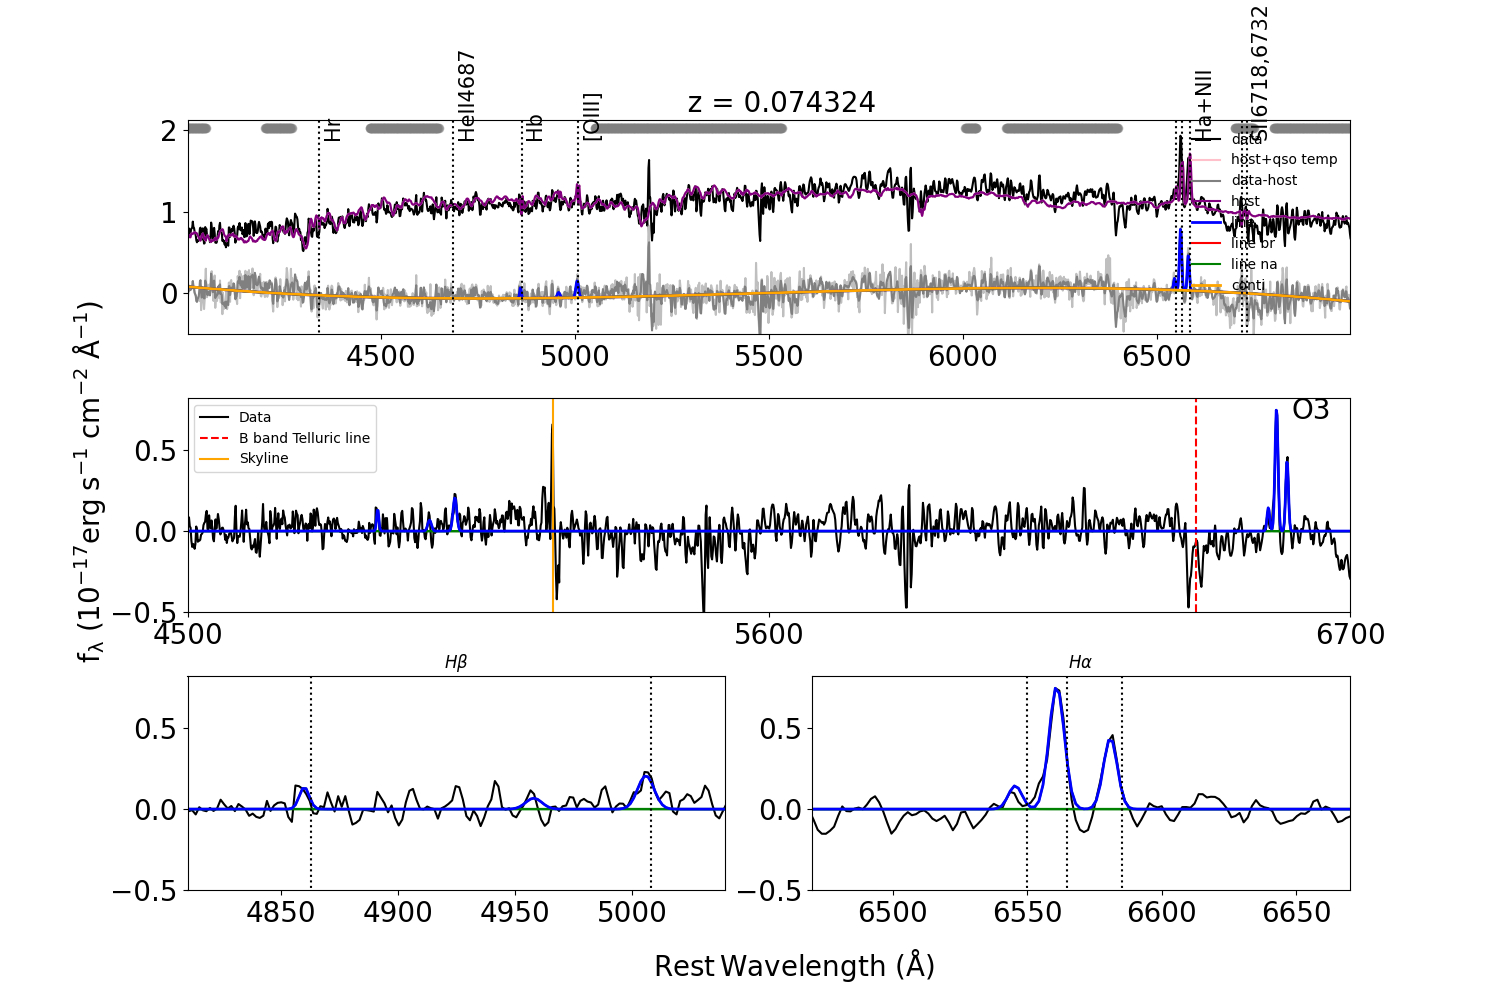 z = 0.074324
Hr
HeII4687
Hb
[OIII]
Ha+NII
SII6718,6732
2
1
0
4500
5000
5500
6000
6500
data
host+qso temp
data-host
host
line br
line na
conti
f_λ (10^{-17}erg s^{-1} cm^{-2} Å^{-1})
O3
Data
B band Telluric line
Skyline
0.5
0.0
−0.5
4500
5600
6700
Hβ
0.5
0.0
−0.5
4850
4900
4950
5000
Hα
0.5
0.0
−0.5
6500
6550
6600
6650
Rest Wavelength (Å)